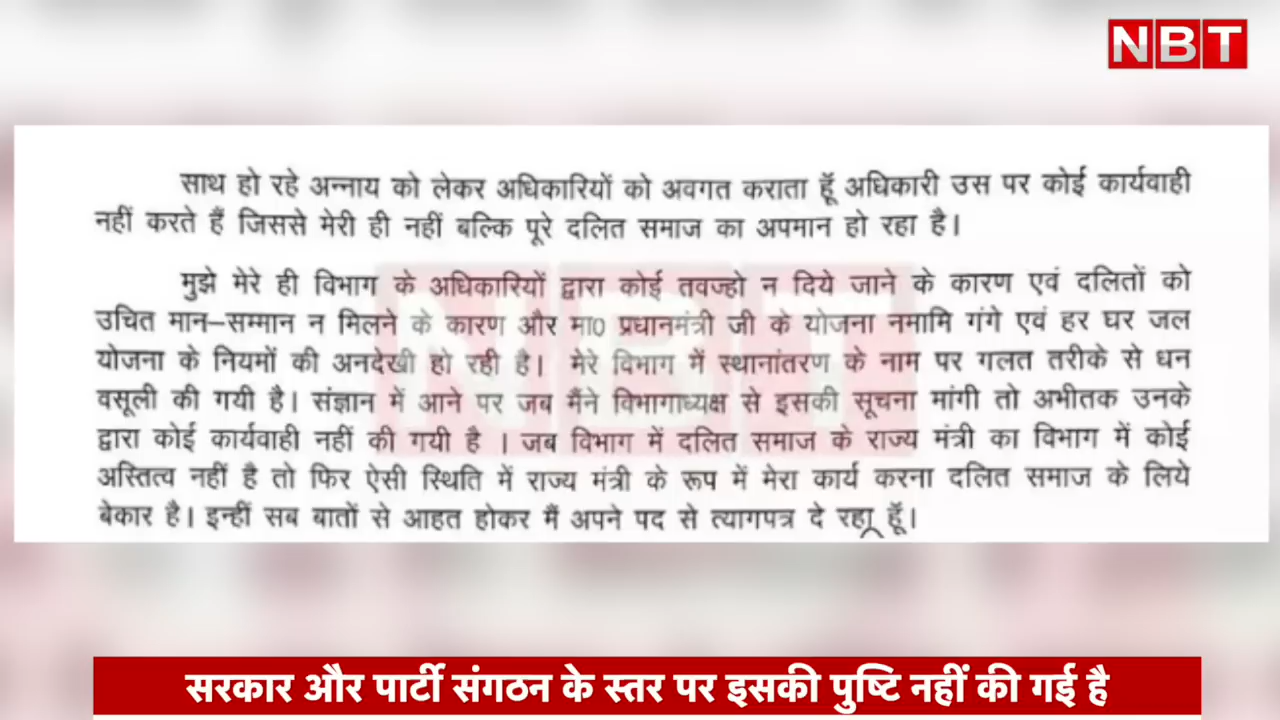 NBT
साथ हो रहे अन्नाय को लेकर अधिकारियों को अवगत कराता हॅू अधिकारी उस पर कोई कार्यवाही
नहीं करते हैं जिससे मेरी ही नहीं बल्कि पूरे दलित समाज का अपमान हो रहा है।
मुझे मेरे ही विभाग के अधिकारियों द्वारा कोई तवज्हो न दिये जाने के कारण एवं दलितों को
उचित मान–सम्मान न मिलने के कारण और मा0 प्रधानमंत्री जी के योजना नमामि गंगे एवं हर घर जल
योजना के नियमों की अनदेखी हो रही है। मेरे विभाग में स्थानांतरण के नाम पर गलत तरीके से धन
वसूली की गयी है। संज्ञान में आने पर जब मैंने विभागाध्यक्ष से इसकी सूचना मांगी तो अभीतक उनके
द्वारा कोई कार्यवाही नहीं की गयी है । जब विभाग में दलित समाज के राज्य मंत्री का विभाग में कोई
अस्तित्व नहीं है तो फिर ऐसी स्थिति में राज्य मंत्री के रूप में मेरा कार्य करना दलित समाज के लिये
बेकार है। इन्हीं सब बातों से आहत होकर मैं अपने पद से त्यागपत्र दे रहा हॅू।
सरकार और पार्टी संगठन के स्तर पर इसकी पुष्टि नहीं की गई है